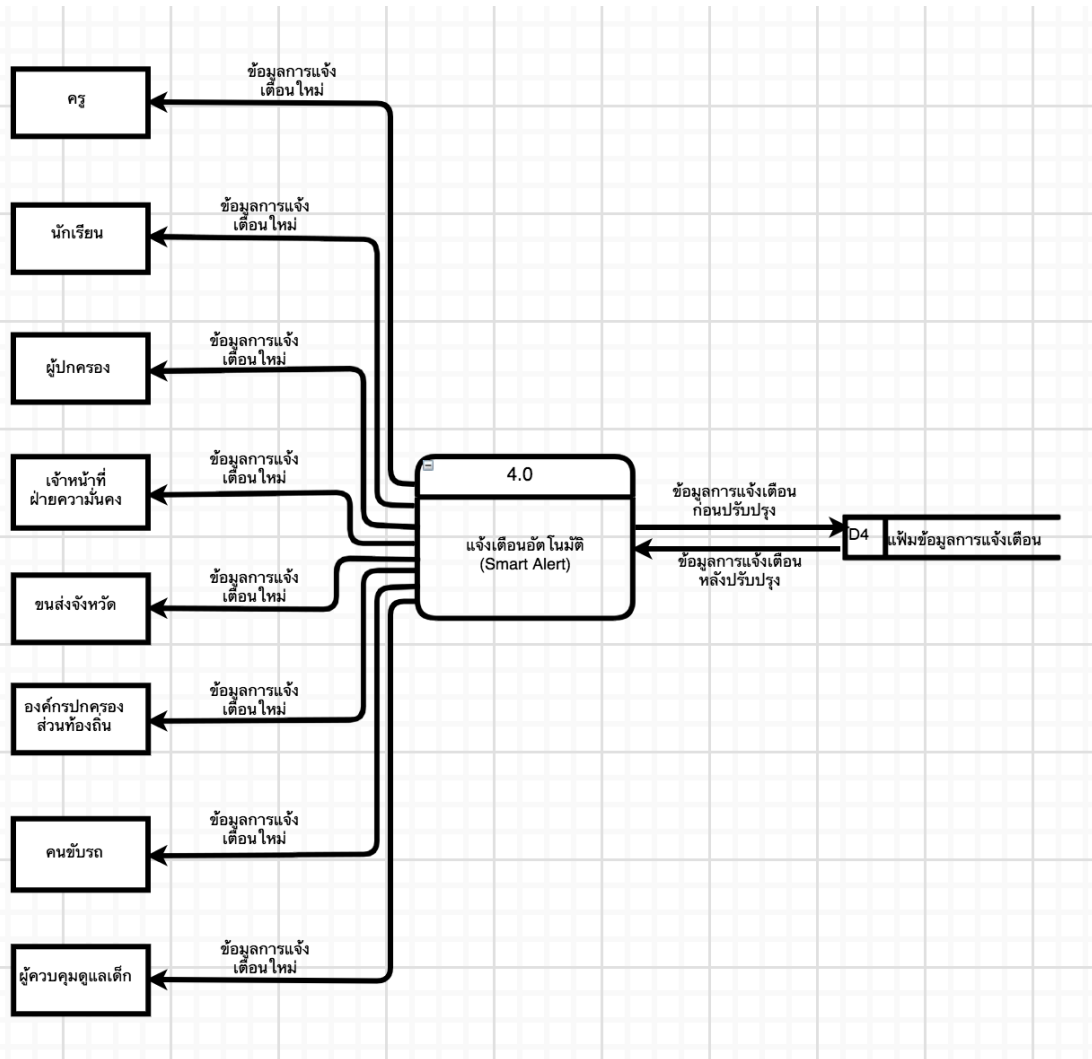 ข้อมูลการแจ้ง
เตือนใหม่
ครู
ข้อมูลการแจ้ง
เตือนใหม่
นักเรียน
ข้อมูลการแจ้ง
เตือนใหม่
ผู้ปกครอง
ข้อมูลการแจ้ง
เตือนใหม่
เจ้าหน้าที่
ฝ่ายความั่นคง
ข้อมูลการแจ้ง
เตือนใหม่
ขนส่งจังหวัด
ข้อมูลการแจ้ง
เตือนใหม่
องค์กรปกครอง
ส่วนท้องถิ่น
ข้อมูลการแจ้ง
เตือนใหม่
คนขับรถ
ข้อมูลการแจ้ง
เตือนใหม่
ผู้ควบคุมดูแลเด็ก
4.0
แจ้งเตือนอัตโนมัติ
(Smart Alert)
ข้อมูลการแจ้งเตือน
ก่อนปรับปรุง
ข้อมูลการแจ้งเตือน
หลังปรับปรุง
D4
แฟ้มข้อมูลการแจ้งเตือน